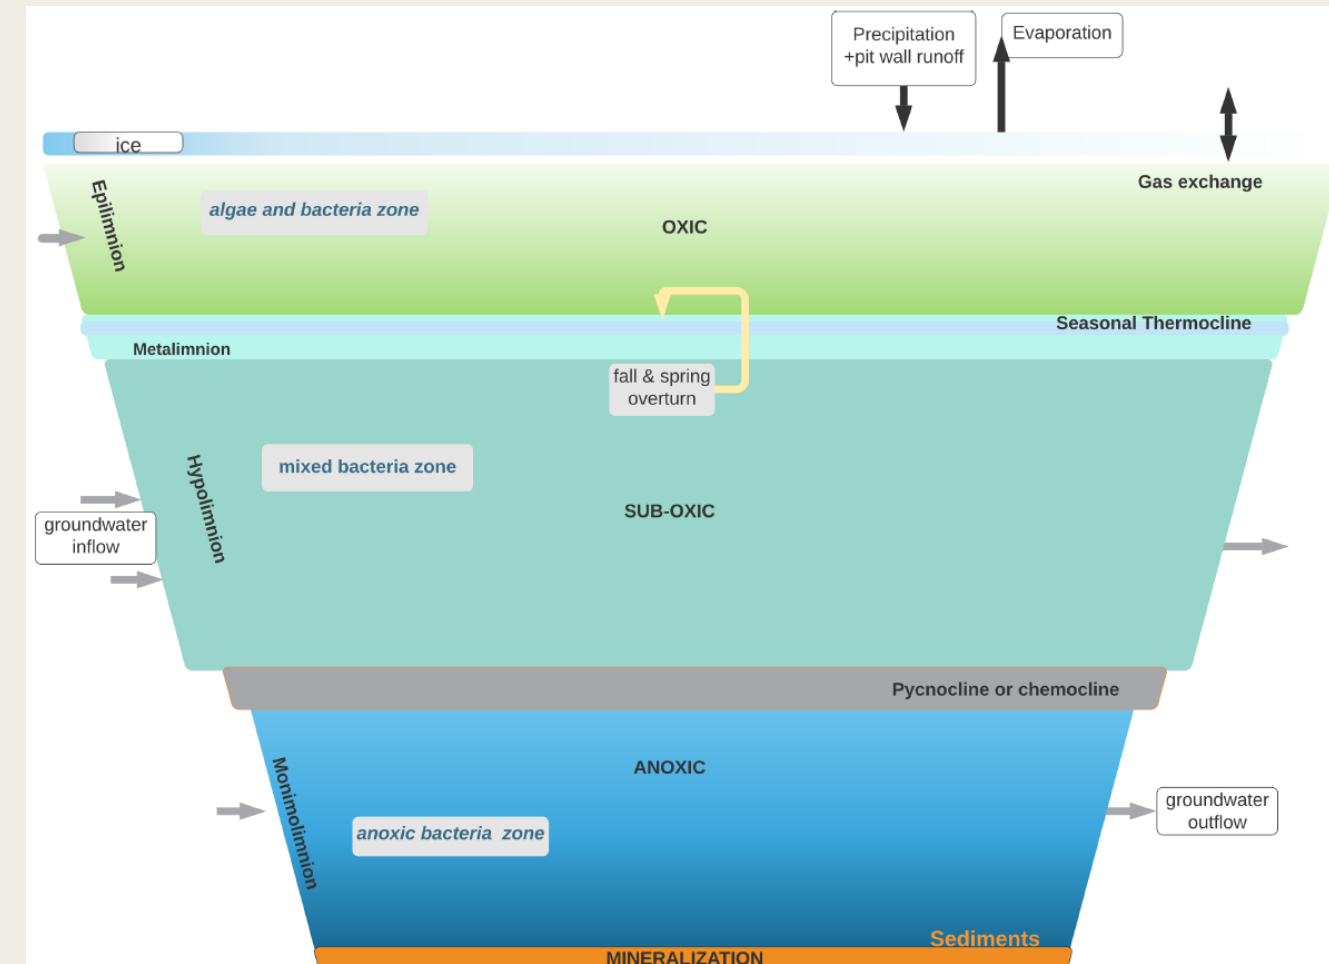 Precipitation
+pit wall runoff
Evaporation
ice
Gas exchange
Epilimnion
algae and bacteria zone
OXIC
Seasonal Thermocline
Metalimnion
fall & spring
overturn
mixed bacteria zone
Hypolimnion
SUB-OXIC
groundwater
inflow
Pycnocline or chemocline
ANOXIC
Monimolimnion
anoxic bacteria zone
groundwater
outflow
Sediments
MINERALIZATION